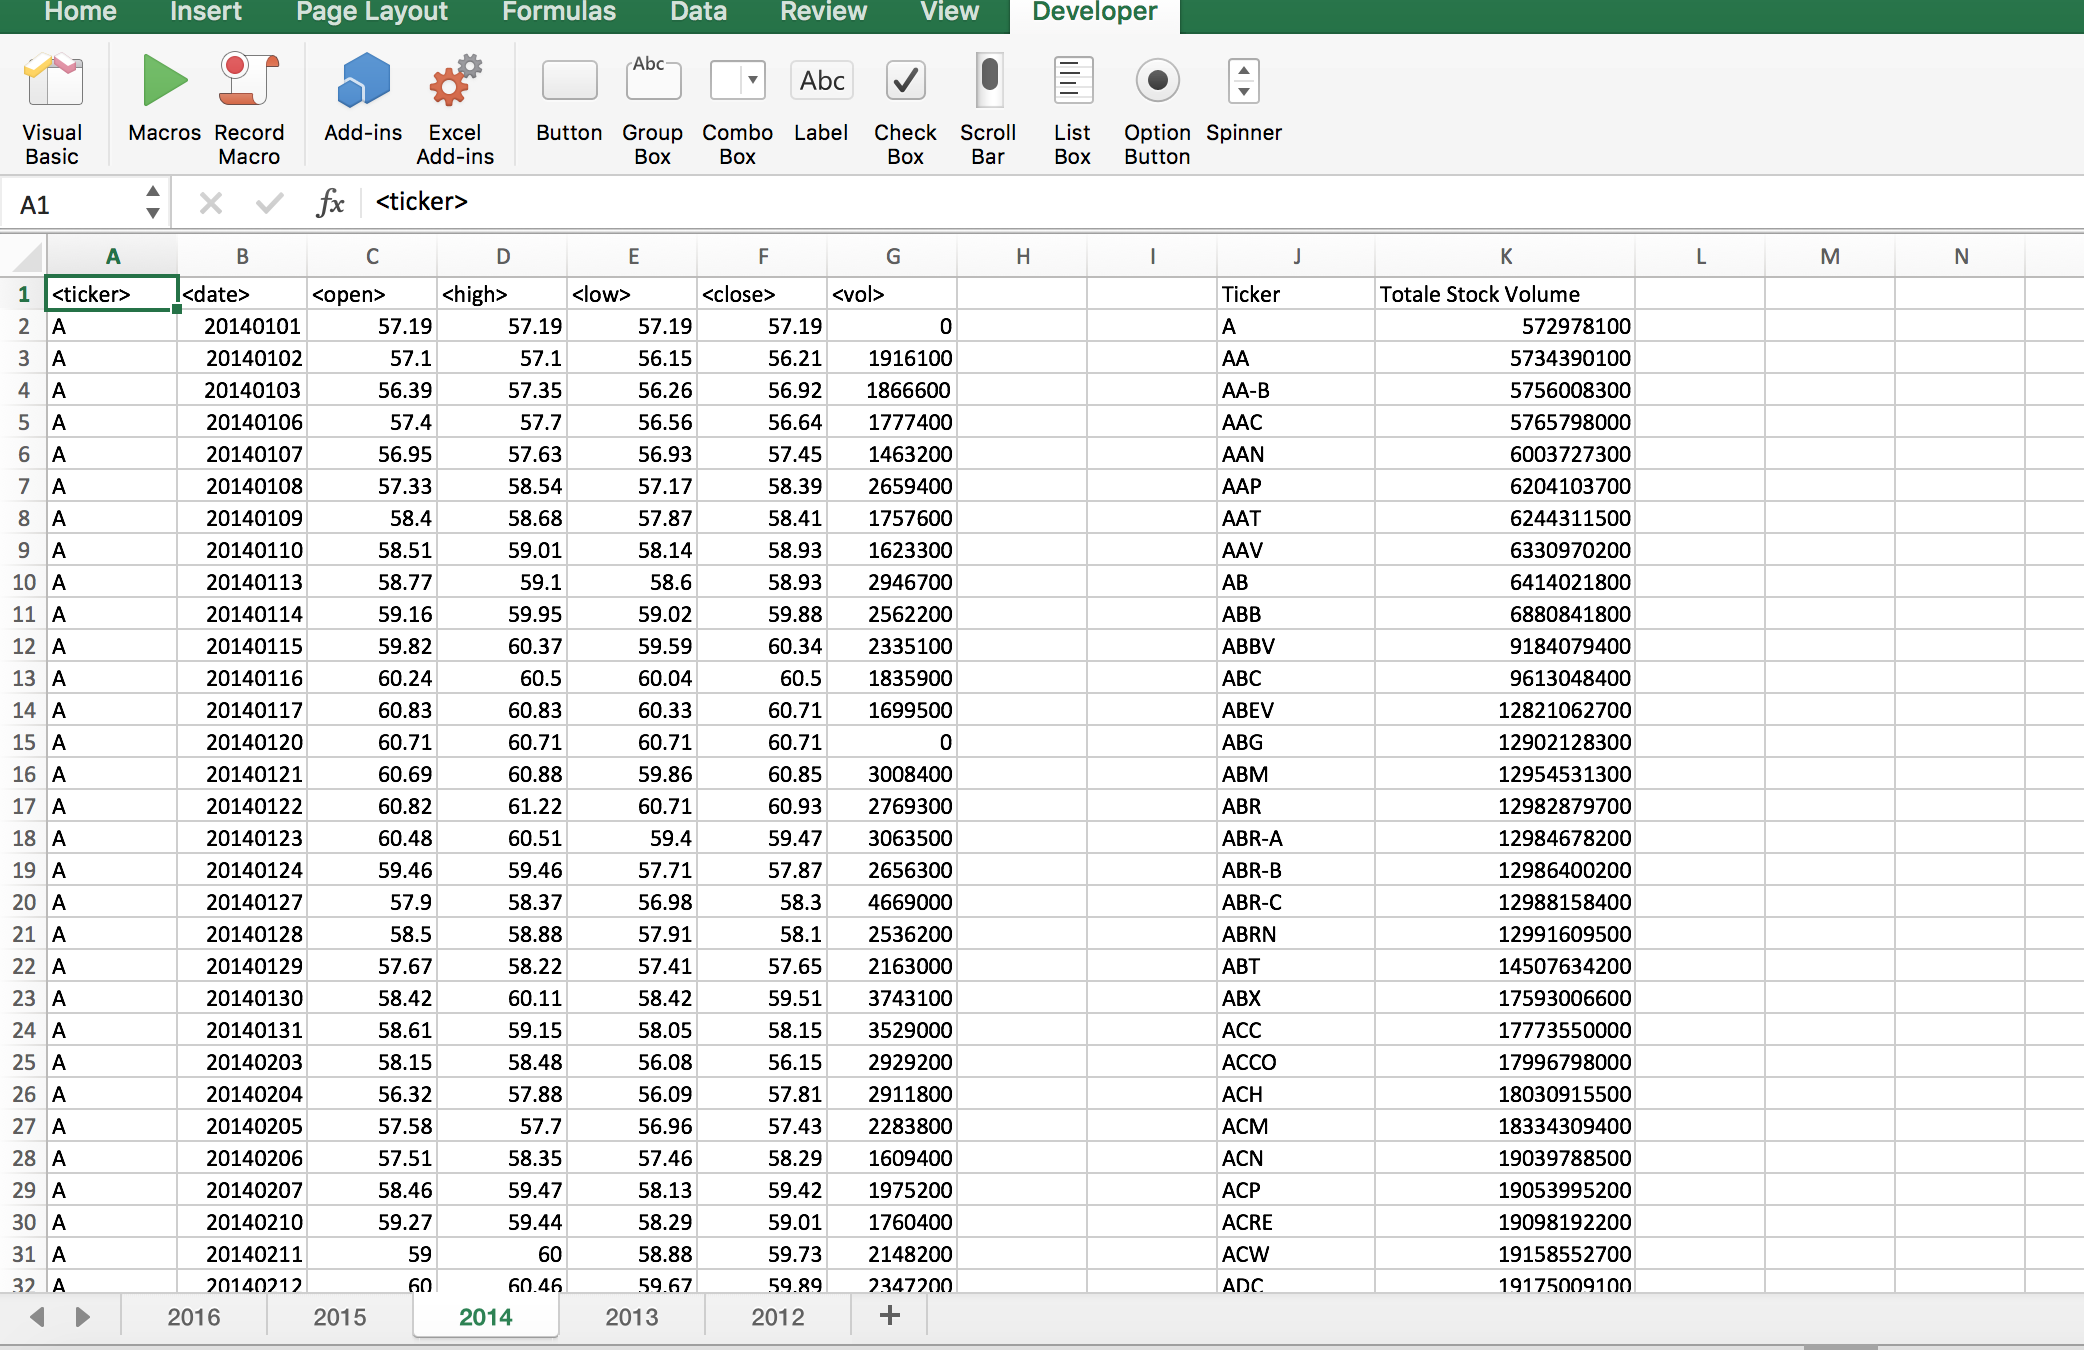 Home Insert Page Layout Formulas Data Review View Developer
Visual Basic Macros Record Macro Add-ins Excel Add-ins Button Group Box Combo Box Label Check Box Scroll Bar List Box Option Button Spinner
Abc Abc
A1 fx <ticker>
A B C D E F G H I J K L M N
1 <ticker> <date> <open> <high> <low> <close> <vol> Ticker Totale Stock Volume
2 A 20140101 57.19 57.19 57.19 57.19 0 A 572978100
3 A 20140102 57.1 57.1 56.15 56.21 1916100 AA 5734390100
4 A 20140103 56.39 57.35 56.26 56.92 1866600 AA-B 5756008300
5 A 20140106 57.4 57.7 56.56 56.64 1777400 AAC 5765798000
6 A 20140107 56.95 57.63 56.93 57.45 1463200 AAN 6003727300
7 A 20140108 57.33 58.54 57.17 58.39 2659400 AAP 6204103700
8 A 20140109 58.4 58.68 57.87 58.41 1757600 AAT 6244311500
9 A 20140110 58.51 59.01 58.14 58.93 1623300 AAV 6330970200
10 A 20140113 58.77 59.1 58.6 58.93 2946700 AB 6414021800
11 A 20140114 59.16 59.95 59.02 59.88 2562200 ABB 6880841800
12 A 20140115 59.82 60.37 59.59 60.34 2335100 ABBV 9184079400
13 A 20140116 60.24 60.5 60.04 60.5 1835900 ABC 9613048400
14 A 20140117 60.83 60.83 60.33 60.71 1699500 ABEV 12821062700
15 A 20140120 60.71 60.71 60.71 60.71 0 ABG 12902128300
16 A 20140121 60.69 60.88 59.86 60.85 3008400 ABM 12954531300
17 A 20140122 60.82 61.22 60.71 60.93 2769300 ABR 12982879700
18 A 20140123 60.48 60.51 59.4 59.47 3063500 ABR-A 12984678200
19 A 20140124 59.46 59.46 57.71 57.87 2656300 ABR-B 12986400200
20 A 20140127 57.9 58.37 56.98 58.3 4669000 ABR-C 12988158400
21 A 20140128 58.5 58.88 57.91 58.1 2536200 ABRN 12991609500
22 A 20140129 57.67 58.22 57.41 57.65 2163000 ABT 14507634200
23 A 20140130 58.42 60.11 58.42 59.51 3743100 ABX 17593006600
24 A 20140131 58.61 59.15 58.05 58.15 3529000 ACC 17773550000
25 A 20140203 58.15 58.48 56.08 56.15 2929200 ACCO 17996798000
26 A 20140204 56.32 57.88 56.09 57.81 2911800 ACH 18030915500
27 A 20140205 57.58 57.7 56.96 57.43 2283800 ACM 18334309400
28 A 20140206 57.51 58.35 57.46 58.29 1609400 ACN 19039788500
29 A 20140207 58.46 59.47 58.13 59.42 1975200 ACP 19053995200
30 A 20140210 59.27 59.44 58.29 59.01 1760400 ACRE 19098192200
31 A 20140211 59 60 58.88 59.73 2148200 ACW 19158552700
32 A 20140212 60 60.46 59.67 59.89 2347200 ADC 19175009100
2016 2015 2014 2013 2012 +